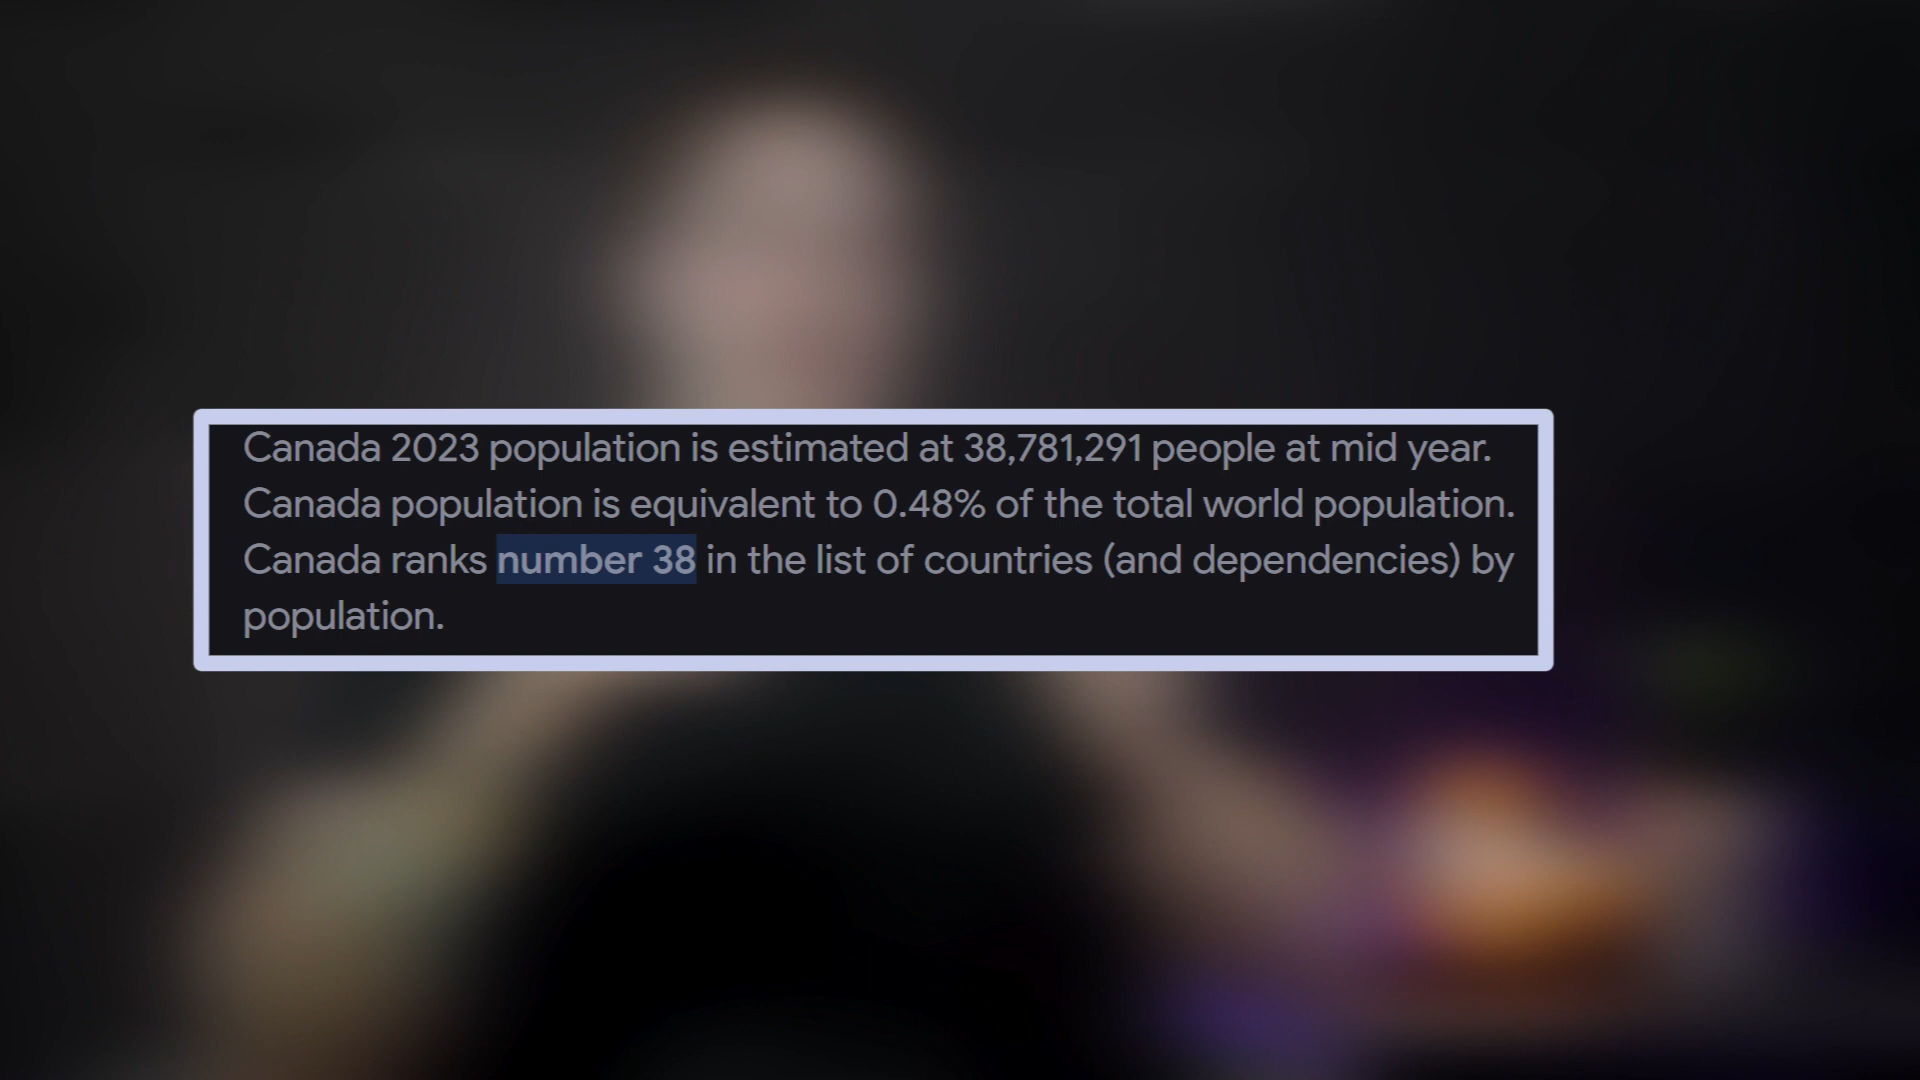 Canada 2023 population is estimated at 38,781,291 people at mid year.
Canada population is equivalent to 0.48% of the total world population.
Canada ranks number 38 in the list of countries (and dependencies) by
population.